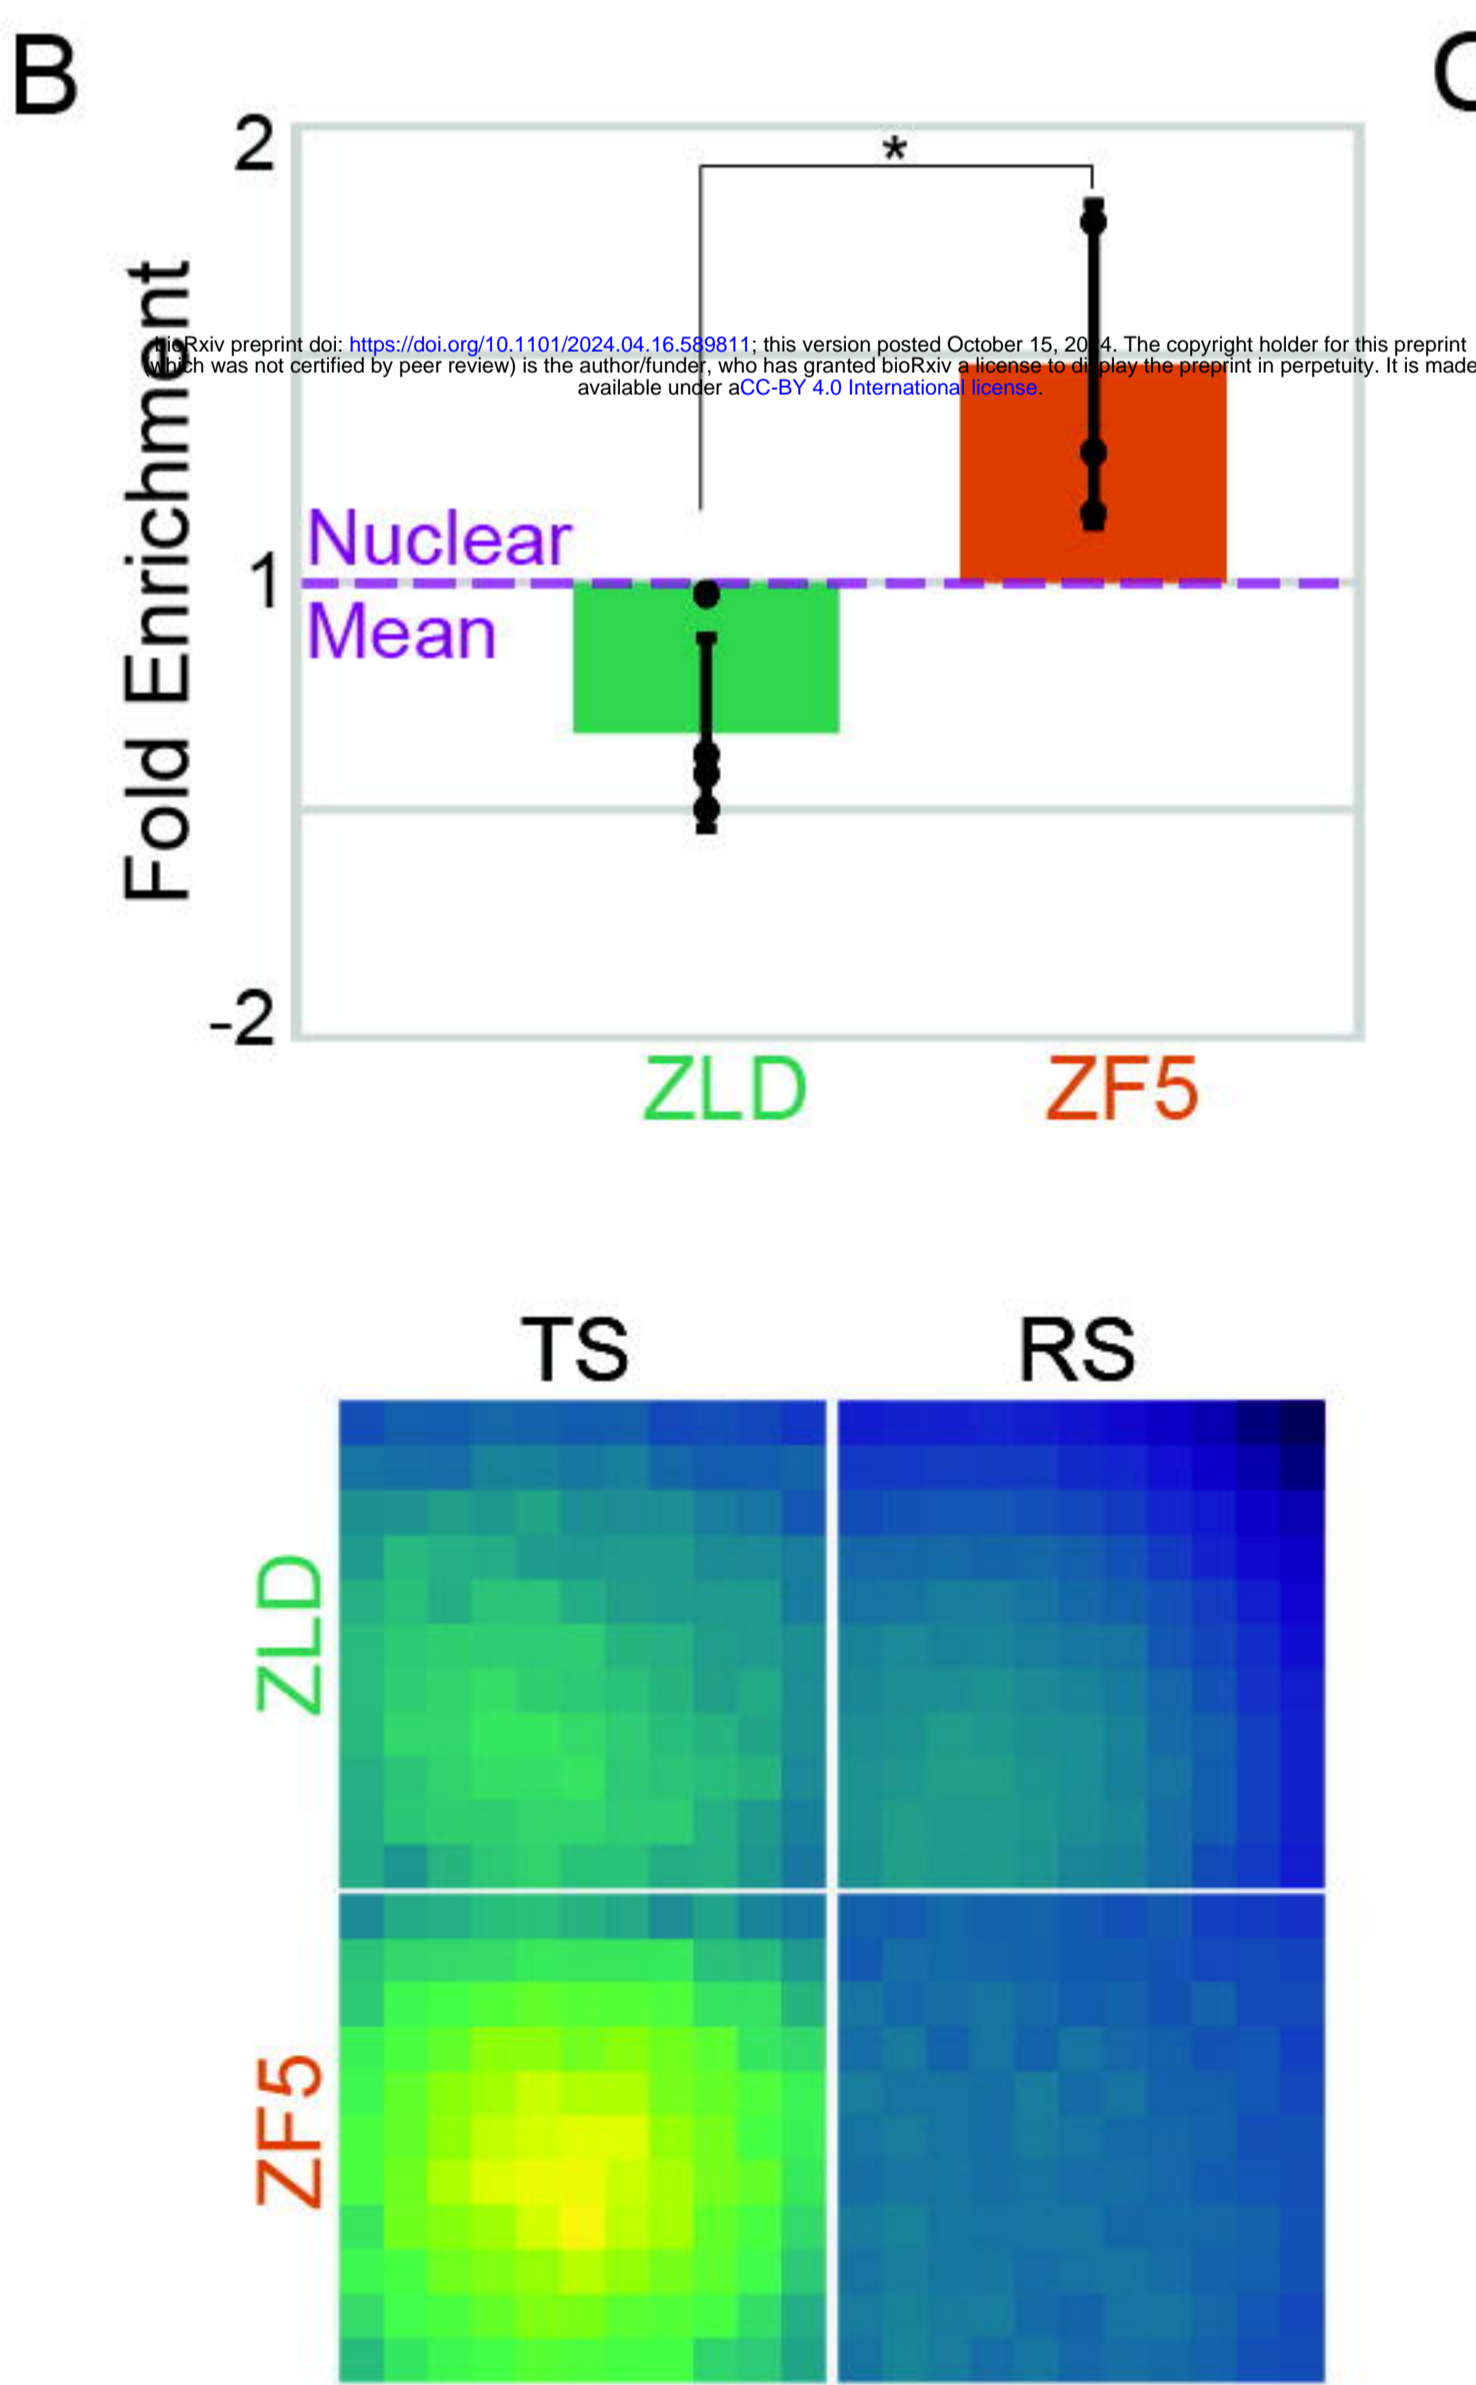 B
C
2
*
Fold Enrichment
bioRxiv preprint doi: https://doi.org/10.1101/2024.04.16.589811; this version posted October 15, 2024. The copyright holder for this preprint
(which was not certified by peer review) is the author/funder, who has granted bioRxiv a license to display the preprint in perpetuity. It is made
available under aCC-BY 4.0 International license.
Nuclear
1
Mean
-2
ZLD ZF5
TS RS
ZLD
ZF5